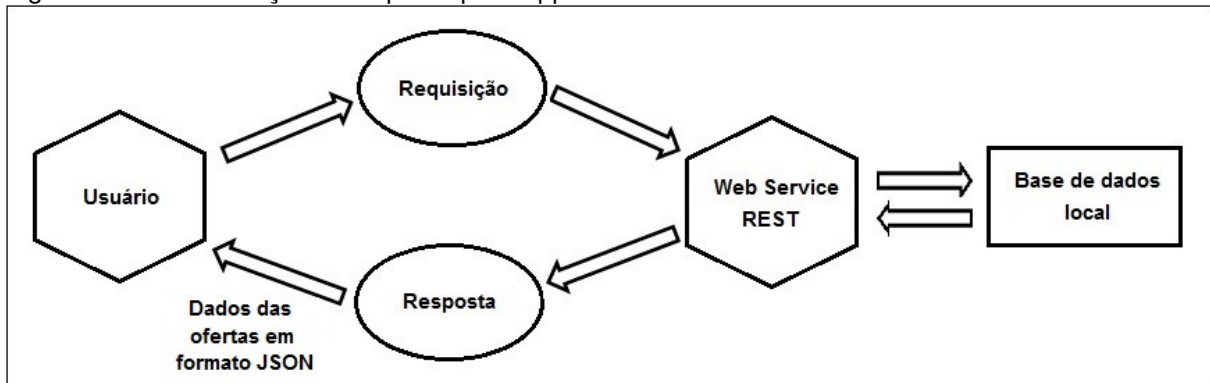 Requisição
Usuário
Web Service
REST
Base de dados
local
Resposta
Dados das
ofertas em
formato JSON